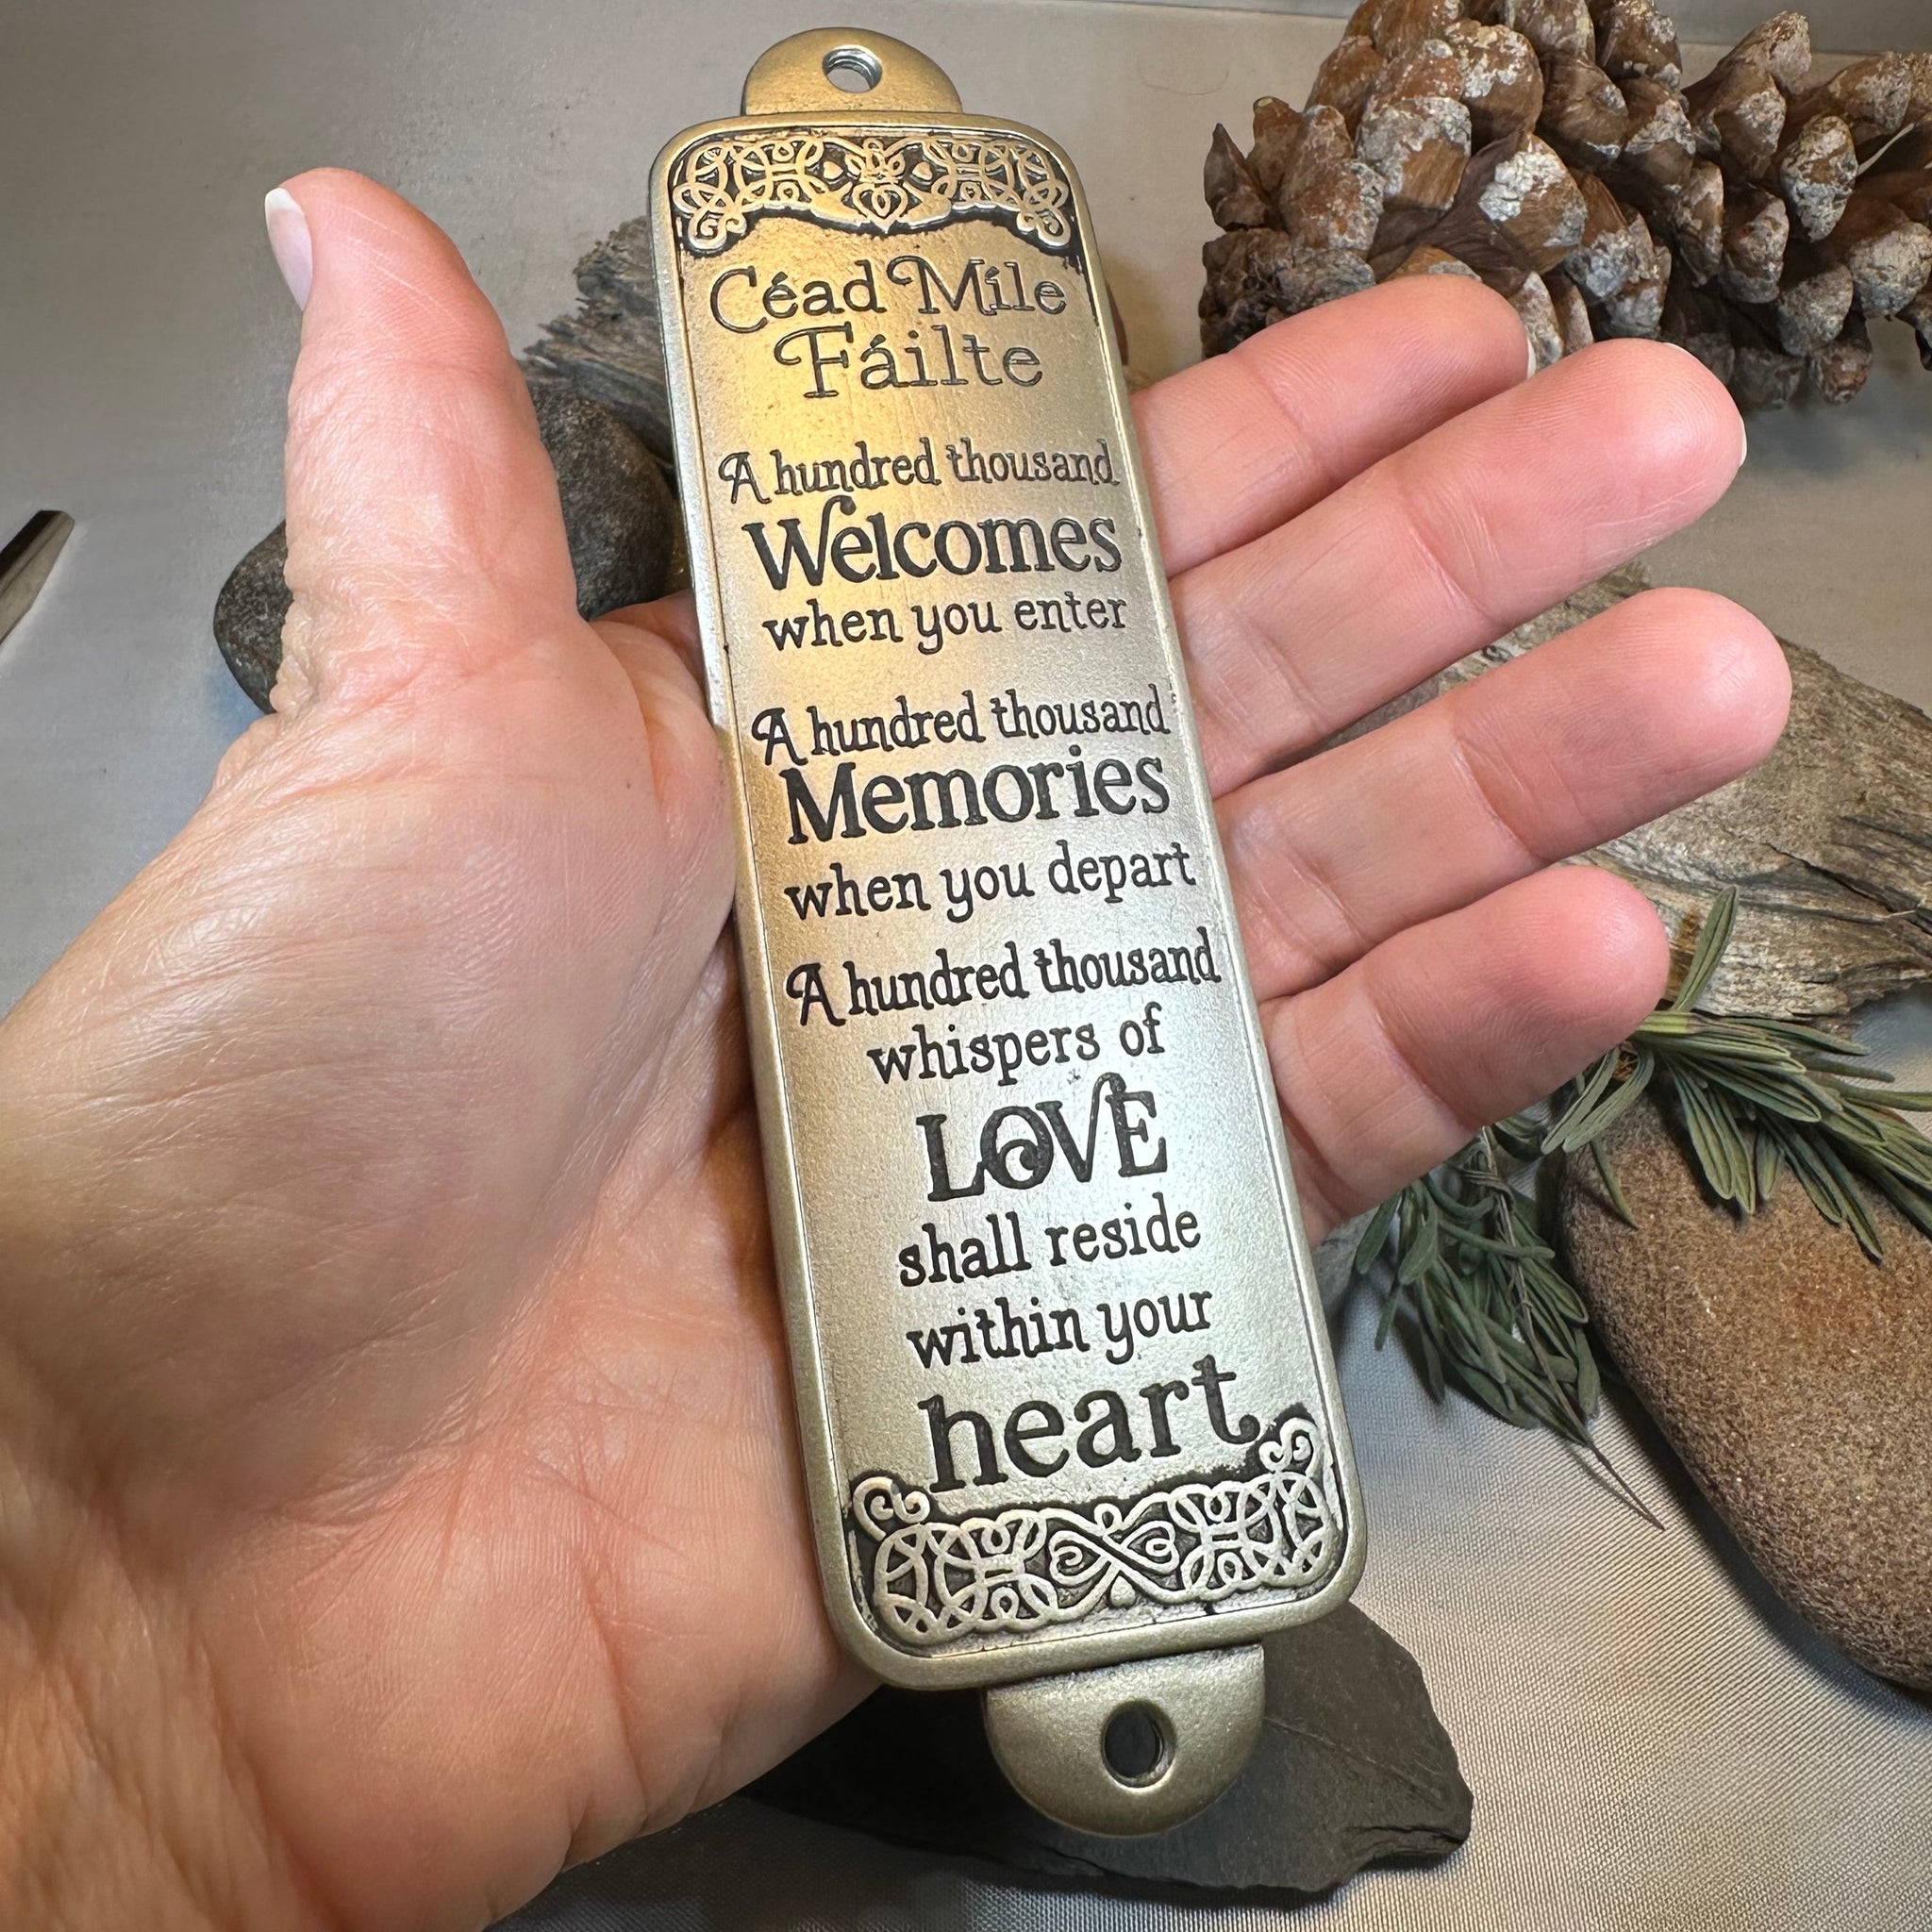 Céad Míle
Fáilte
A hundred thousand
Welcomes
when you enter
A hundred thousand
Memories
when you depart
A hundred thousand
whispers of
LOVE
shall reside
within your
heart.